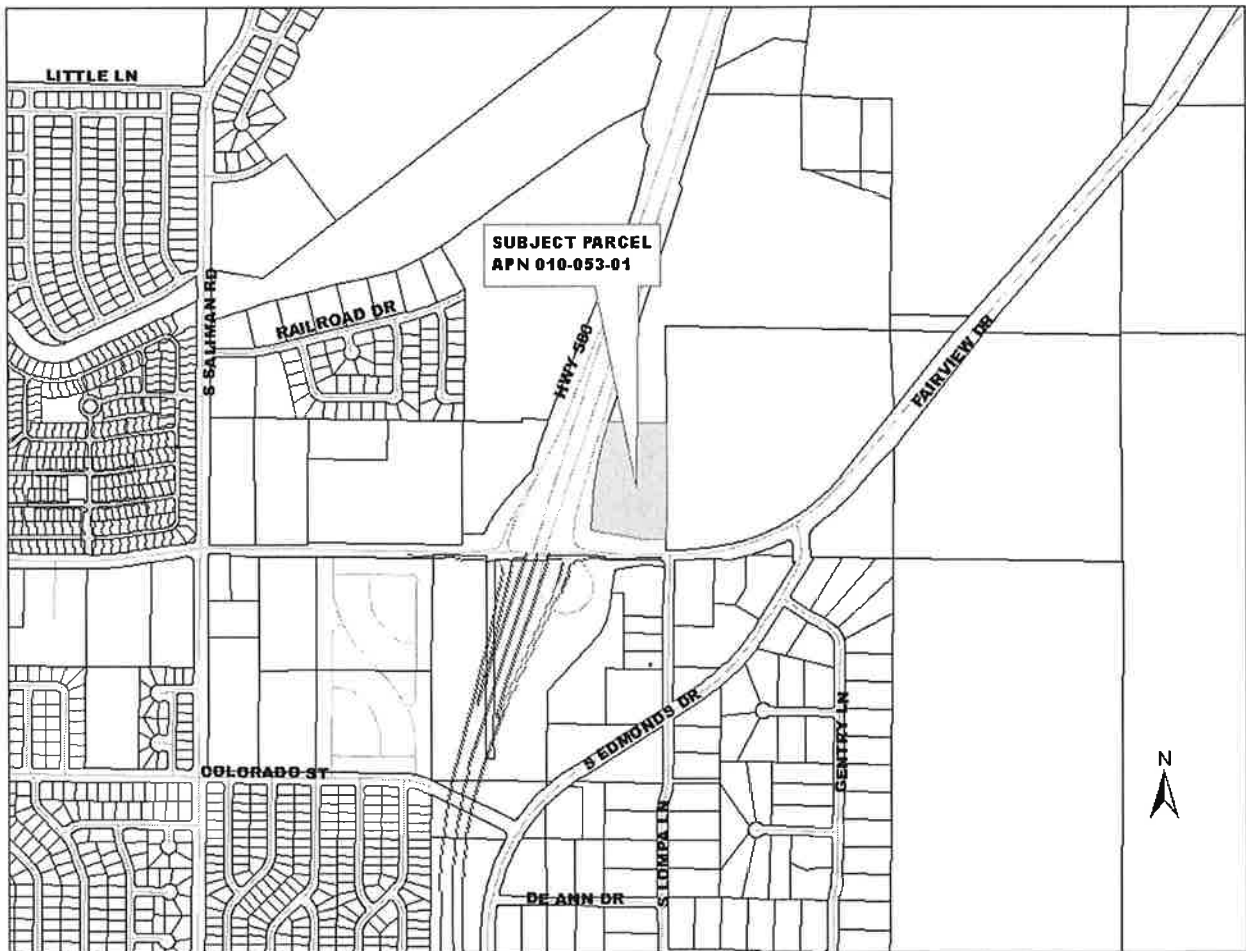 LITTLE LN
SUBJECT PARCEL
APN 010-053-01
S SALIMAN RD
RAILROAD DR
HWY 580
FAIRVIEW DR
S EDMONDS DR
GENTRY LN
COLORADO ST
S LOMPA LN
DE ANN DR
N